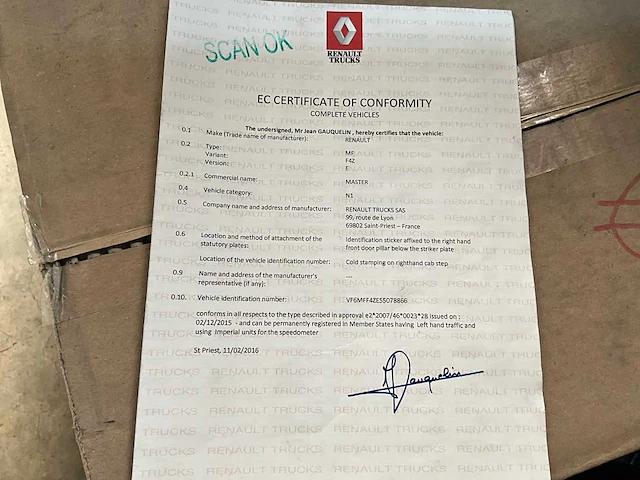 SCAN OK
RENAULT
TRUCKS
EC CERTIFICATE OF CONFORMITY
COMPLETE VEHICLES
The undersigned, Mr Jean GAUQUELIN, hereby certifies that the vehicle:
0.1 Make (Trade name of manufacturer): RENAULT
0.2 Type: MF
Variant: F4Z
Version: E
0.2.1 Commercial name: MASTER
0.4 Vehicle category: N1
0.5 Company name and address of manufacturer: RENAULT TRUCKS SAS
99, route de Lyon
69802 Saint-Priest – France
0.6 Location and method of attachment of the statutory plates: Identification sticker affixed to the right hand
front door pillar below the striker plate
Location of the vehicle identification number: Cold stamping on righthand cab step
0.9 Name and address of the manufacturer's
representative (if any): ---
0.10. Vehicle identification number: VF6MFF4ZE55078866
conforms in all respects to the type described in approval e2*2007/46*0023*28 issued on :
02/12/2015 - and can be permanently registered in Member States having Left hand traffic and
using Imperial units for the speedometer
St Priest, 11/02/2016
Gauquelin